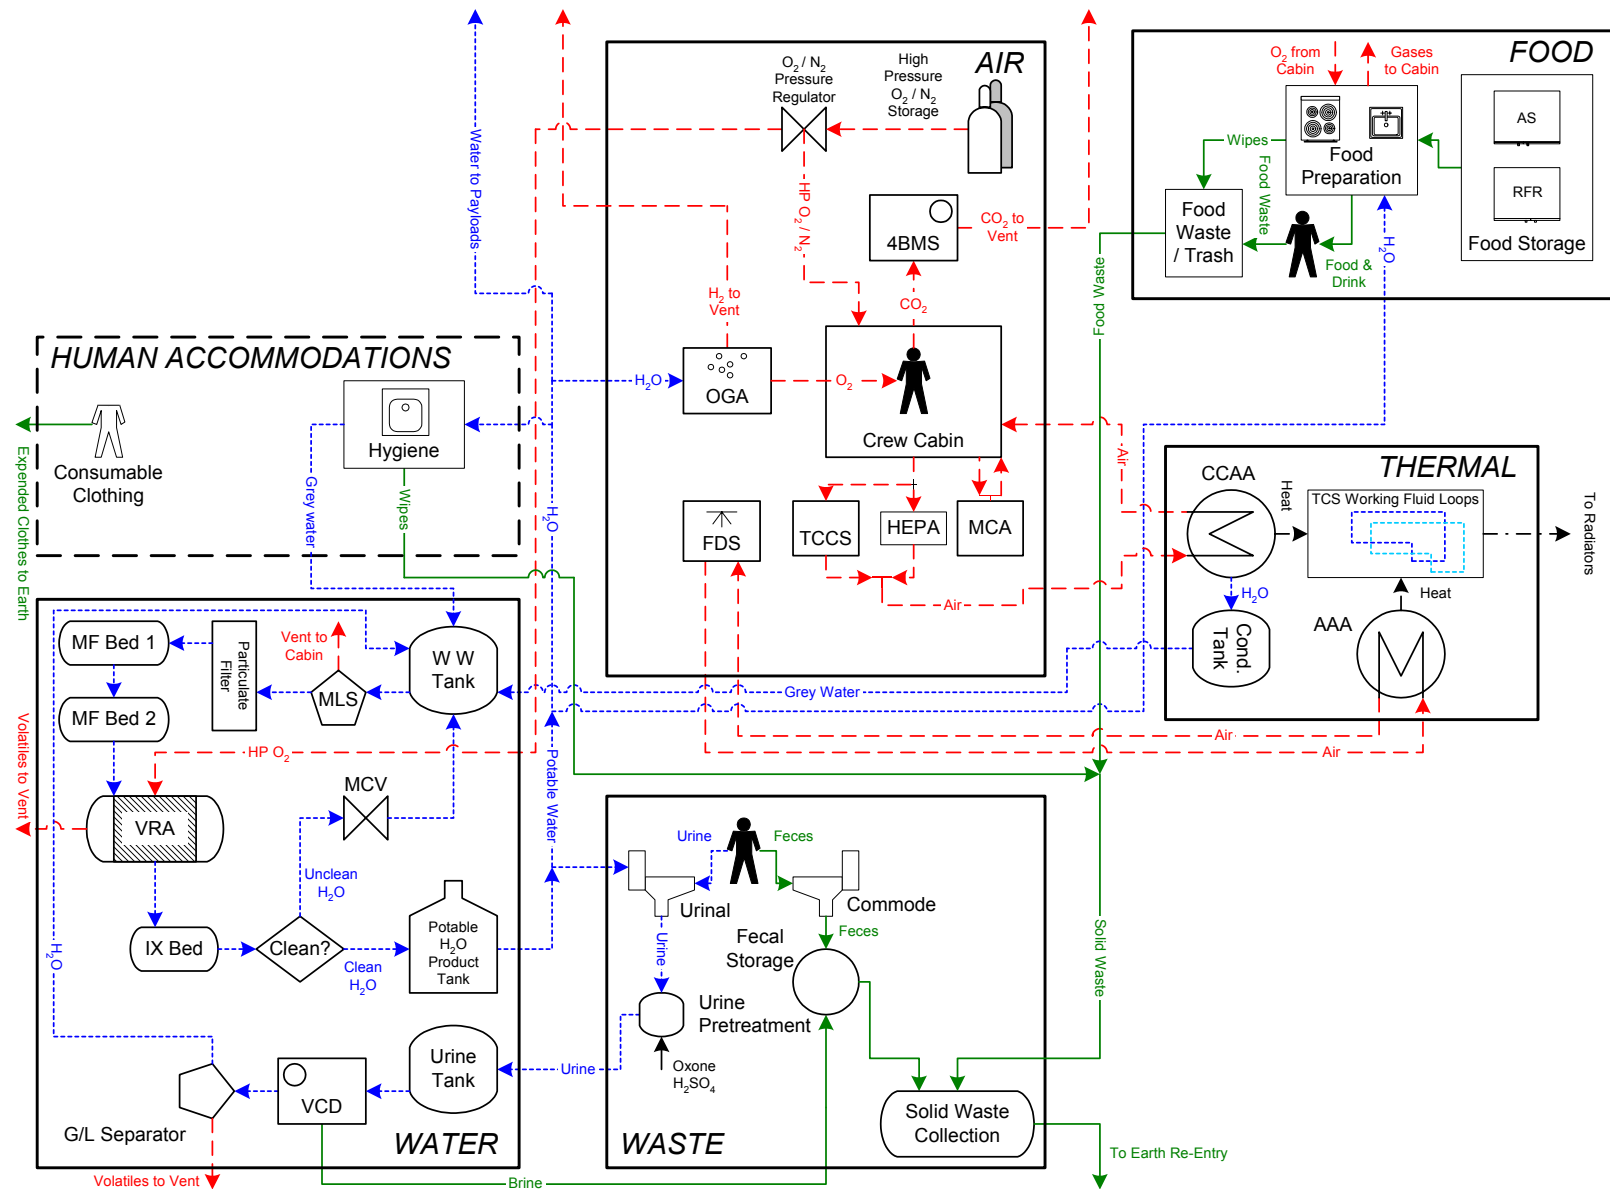 AIR
O2 / N2
Pressure
Regulator
High
Pressure
O2 / N2
Storage
HP O2 / N2
4BMS
CO2 to
Vent
CO2
H2 to
Vent
H2O
OGA
O2
Crew Cabin
FDS
TCCS
HEPA
MCA
Air
Water to Payloads
FOOD
O2 from
Cabin
Gases
to Cabin
AS
RFR
Food Storage
Food
Preparation
Wipes
Food Waste
Food
Waste
/ Trash
Food &
Drink
H2O
Food Waste
HUMAN ACCOMMODATIONS
Consumable
Clothing
Hygiene
Expended Clothes to Earth
Grey water
Wipes
H2O
THERMAL
CCAA
Heat
TCS Working Fluid Loops
To Radiators
Air
H2O
Cond.
Tank
AAA
Heat
Grey Water
Air
Air
WATER
MF Bed 1
MF Bed 2
Particulate
Filter
Vent to
Cabin
MLS
W W
Tank
HP O2
Volatiles to Vent
VRA
MCV
Unclean
H2O
IX Bed
Clean?
Clean
H2O
Potable
H2O
Product
Tank
Potable Water
H2O
Urine
Tank
VCD
G/L Separator
Volatiles to Vent
Brine
WASTE
Urine
Feces
Urinal
Commode
Urine
Feces
Fecal
Storage
Urine
Pretreatment
Oxone
H2SO4
Urine
Solid Waste
Solid Waste
Collection
To Earth Re-Entry